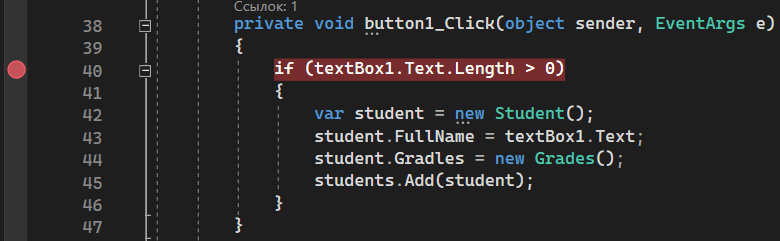 Ссылок: 1
38 private void button1_Click(object sender, EventArgs e)
39 {
40 if (textBox1.Text.Length > 0)
41 {
42 var student = new Student();
43 student.FullName = textBox1.Text;
44 student.Gradles = new Grades();
45 students.Add(student);
46 }
47 }